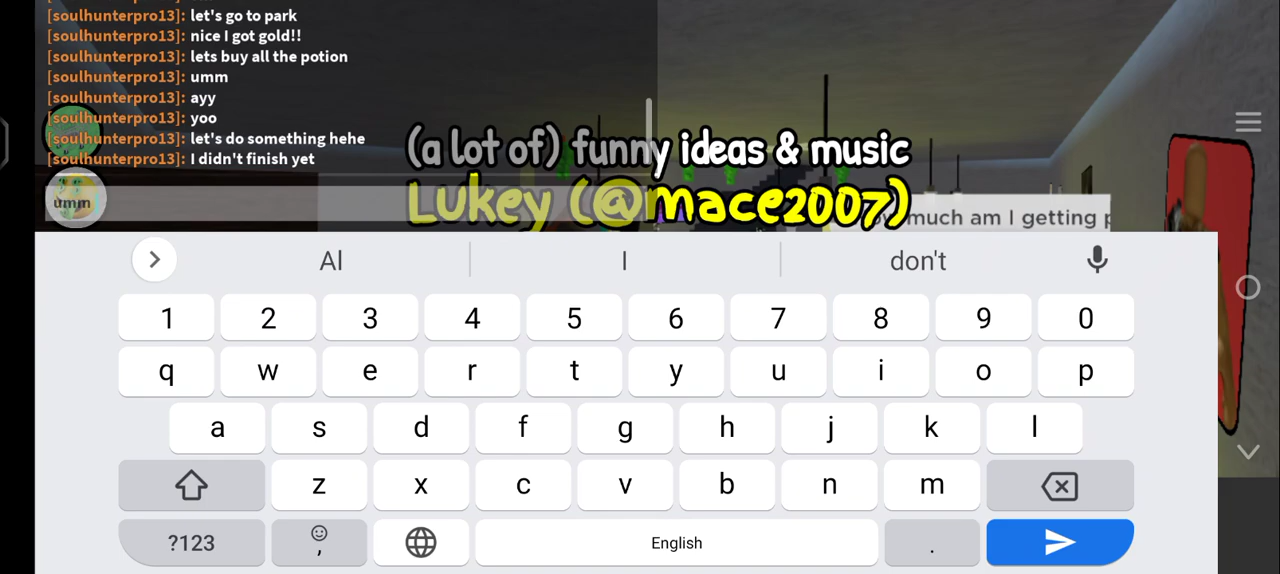 [soulhunterpro13]: let's go to park
[soulhunterpro13]: nice I got gold!!
[soulhunterpro13]: lets buy all the potion
[soulhunterpro13]: umm
[soulhunterpro13]: ayy
[soulhunterpro13]: yoo
[soulhunterpro13]: let's do something hehe
[soulhunterpro13]: I didn't finish yet
(a lot of) funny ideas & music
umm
Lukey (@mace2007)
much am I getting
AI I don't
1 2 3 4 5 6 7 8 9 0
q w e r t y u i o p
a s d f g h j k l
z x c v b n m
?123 , English .